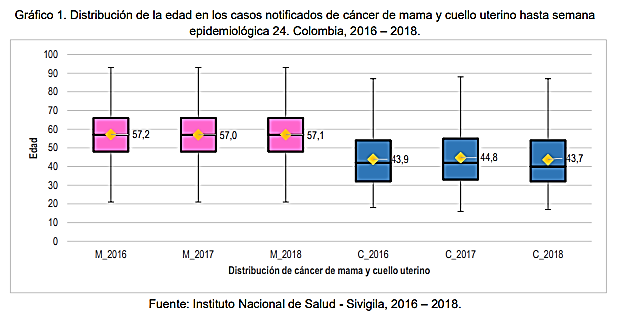 Gráfico 1. Distribución de la edad en los casos notificados de cáncer de mama y cuello uterino hasta semana
epidemiológica 24. Colombia, 2016 – 2018.
100
90
80
70
60
50
40
30
20
10
0
Edad
57,2
57,0
57,1
43,9
44,8
43,7
M_2016
M_2017
M_2018
C_2016
C_2017
C_2018
Distribución de cáncer de mama y cuello uterino
Fuente: Instituto Nacional de Salud - Sivigila, 2016 – 2018.